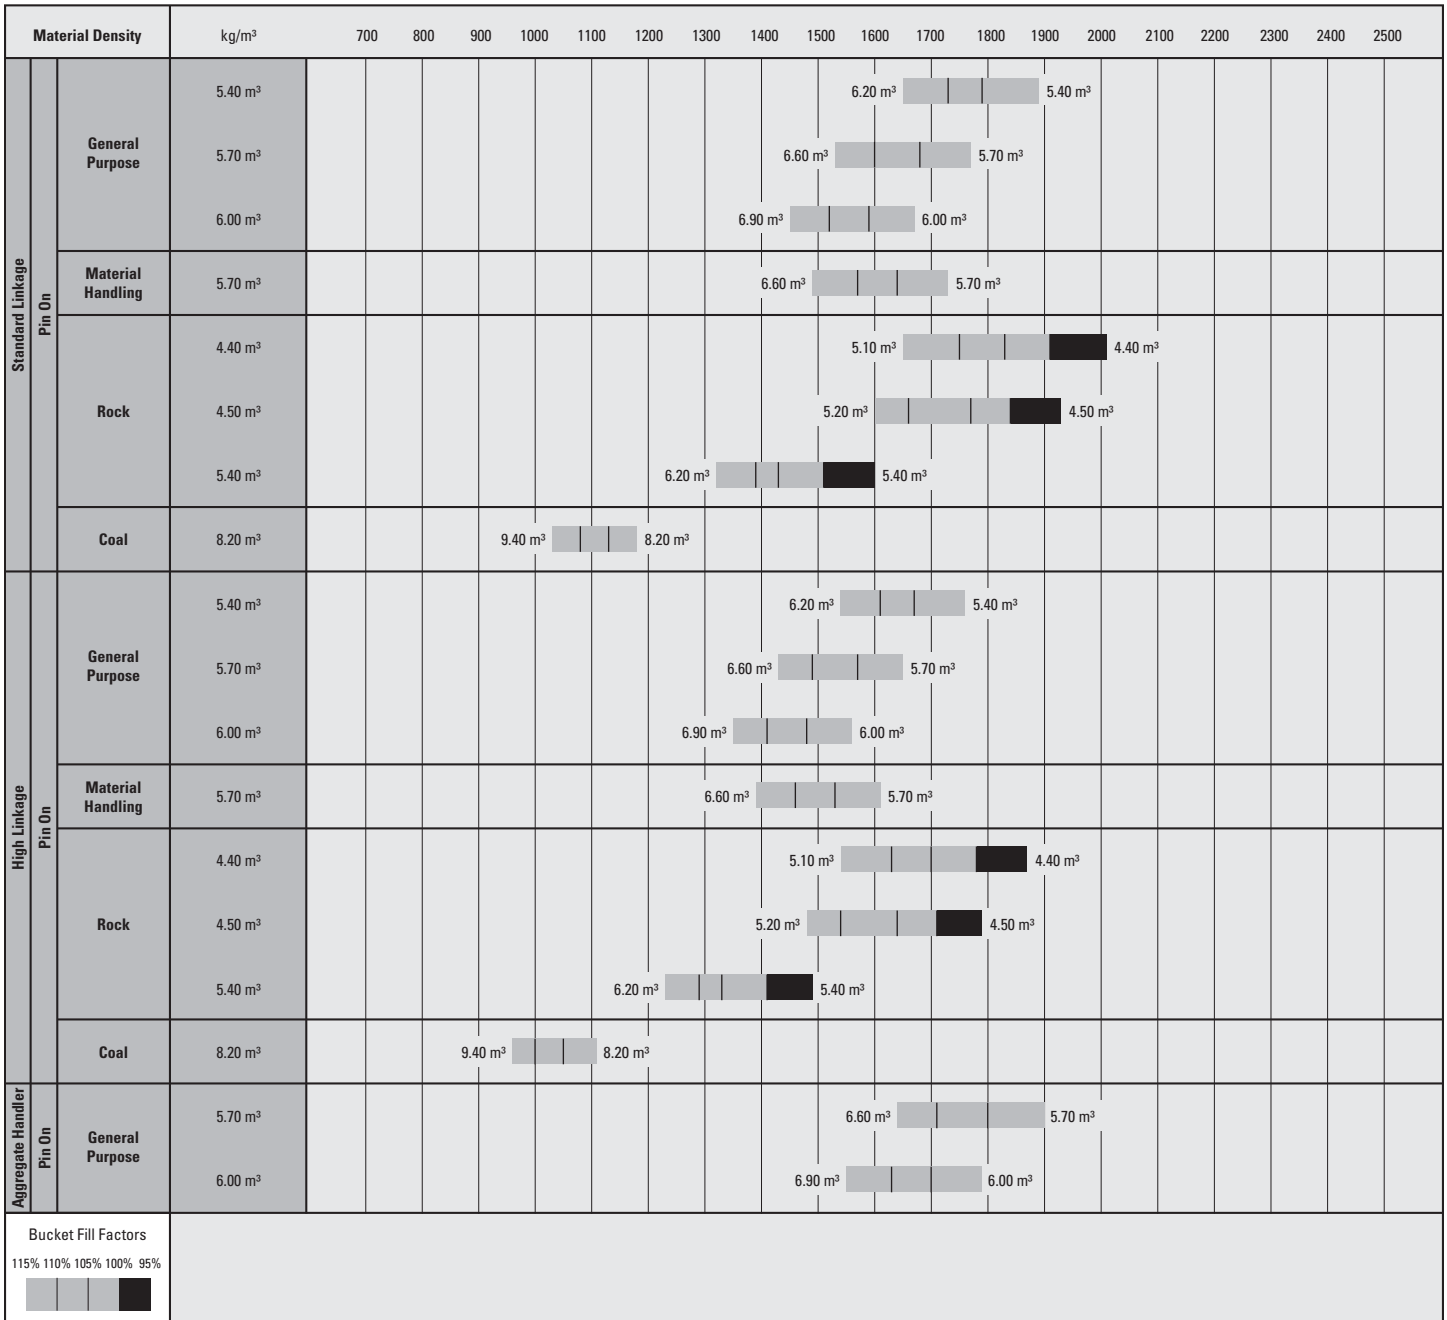 Material Density kg/m³ 700 800 900 1000 1100 1200 1300 1400 1500 1600 1700 1800 1900 2000 2100 2200 2300 2400 2500
Standard Linkage
Pin On
General
Purpose
5.40 m³ 6.20 m³ 5.40 m³
5.70 m³ 6.60 m³ 5.70 m³
6.00 m³ 6.90 m³ 6.00 m³
Material
Handling
5.70 m³ 6.60 m³ 5.70 m³
Rock
4.40 m³ 5.10 m³ 4.40 m³
4.50 m³ 5.20 m³ 4.50 m³
5.40 m³ 6.20 m³ 5.40 m³
Coal 8.20 m³ 9.40 m³ 8.20 m³
High Linkage
Pin On
General
Purpose
5.40 m³ 6.20 m³ 5.40 m³
5.70 m³ 6.60 m³ 5.70 m³
6.00 m³ 6.90 m³ 6.00 m³
Material
Handling
5.70 m³ 6.60 m³ 5.70 m³
Rock
4.40 m³ 5.10 m³ 4.40 m³
4.50 m³ 5.20 m³ 4.50 m³
5.40 m³ 6.20 m³ 5.40 m³
Coal 8.20 m³ 9.40 m³ 8.20 m³
Aggregate Handler
Pin On
General
Purpose
5.70 m³ 6.60 m³ 5.70 m³
6.00 m³ 6.90 m³ 6.00 m³
Bucket Fill Factors
115% 110% 105% 100% 95%